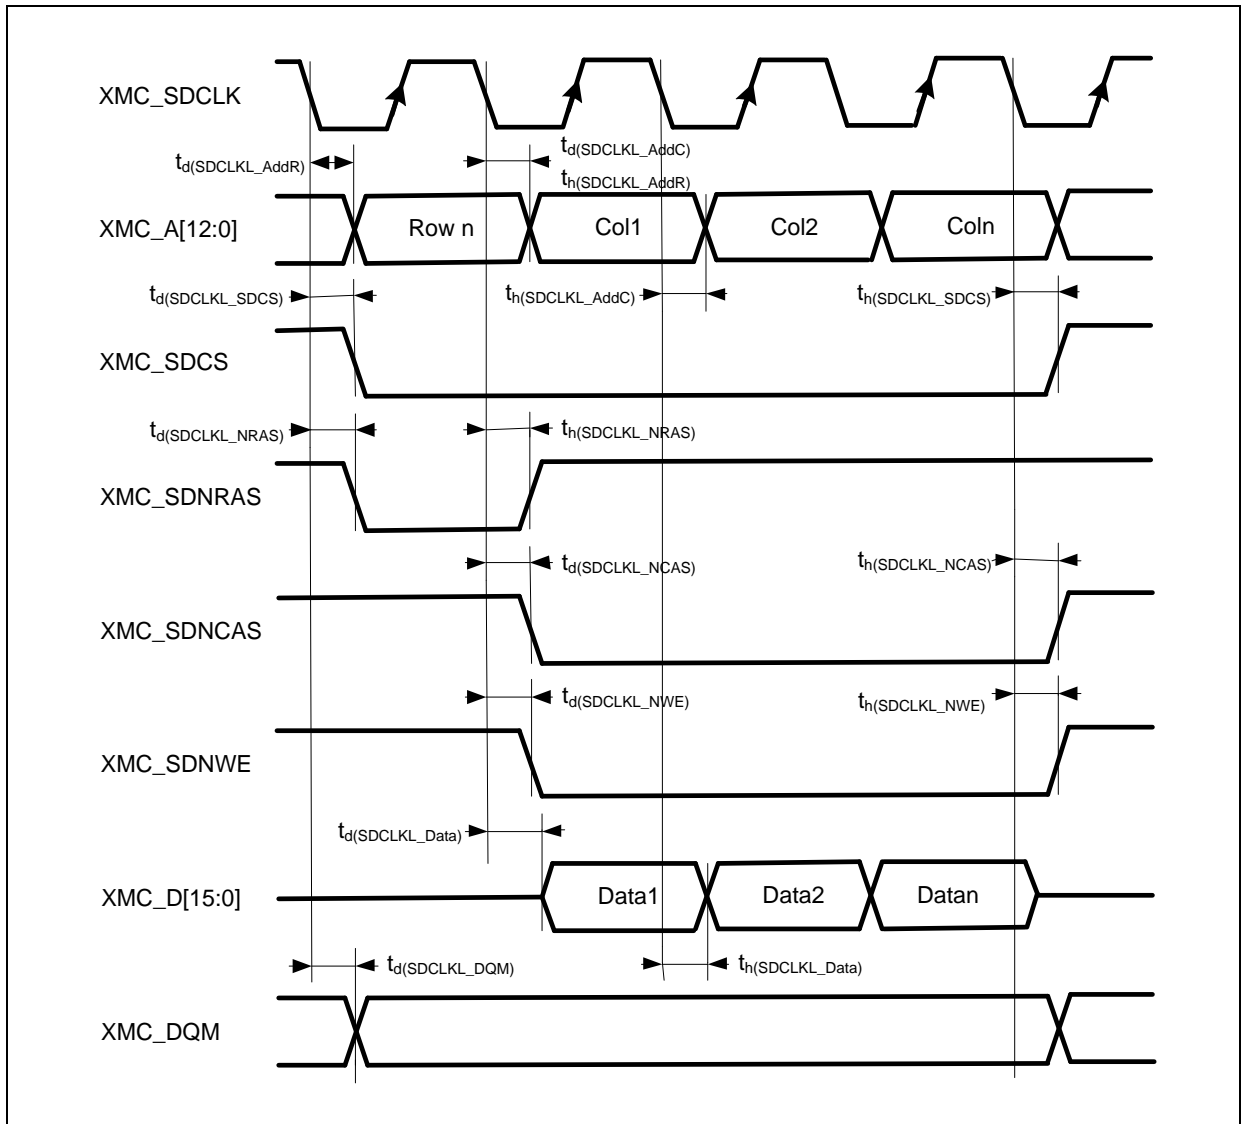 XMC_SDCLK
td(SDCLKL_AddR)
td(SDCLKL_AddC)
th(SDCLKL_AddR)
XMC_A[12:0]
Row n
Col1
Col2
Coln
td(SDCLKL_SDCS)
th(SDCLKL_AddC)
th(SDCLKL_SDCS)
XMC_SDCS
td(SDCLKL_NRAS)
th(SDCLKL_NRAS)
XMC_SDNRAS
td(SDCLKL_NCAS)
th(SDCLKL_NCAS)
XMC_SDNCAS
td(SDCLKL_NWE)
th(SDCLKL_NWE)
XMC_SDNWE
td(SDCLKL_Data)
XMC_D[15:0]
Data1
Data2
Datan
td(SDCLKL_DQM)
th(SDCLKL_Data)
XMC_DQM